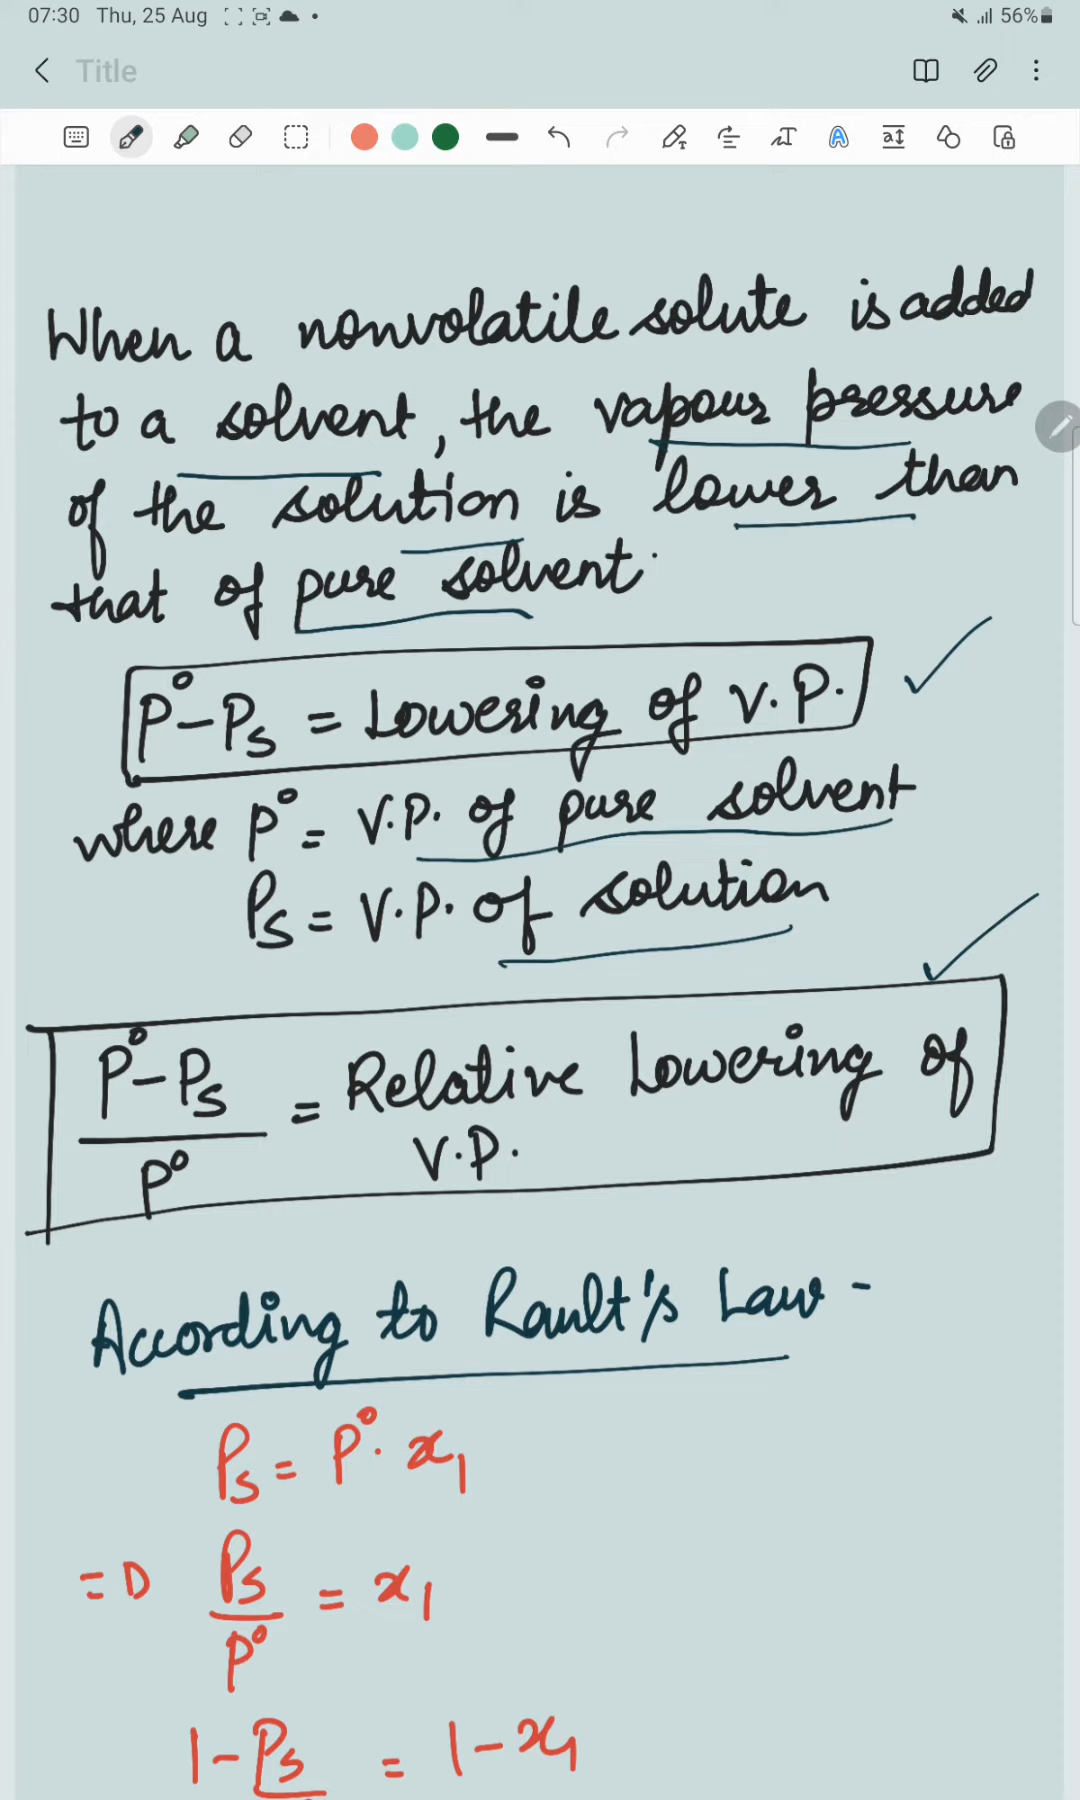 07:30 Thu, 25 Aug
56%
Title
When a nonvolatile solute is added
to a solvent, the vapour pressure
of the solution is lower than
that of pure solvent.
P° - Ps = Lowering of V.P.
where P° = V.P. of pure solvent
Ps = V.P. of solution
P° - Ps / P° = Relative Lowering of
V.P.
According to Rault's Law -
Ps = P° · x₁
=D Ps / P° = x₁
1 - Ps = 1 - x₁